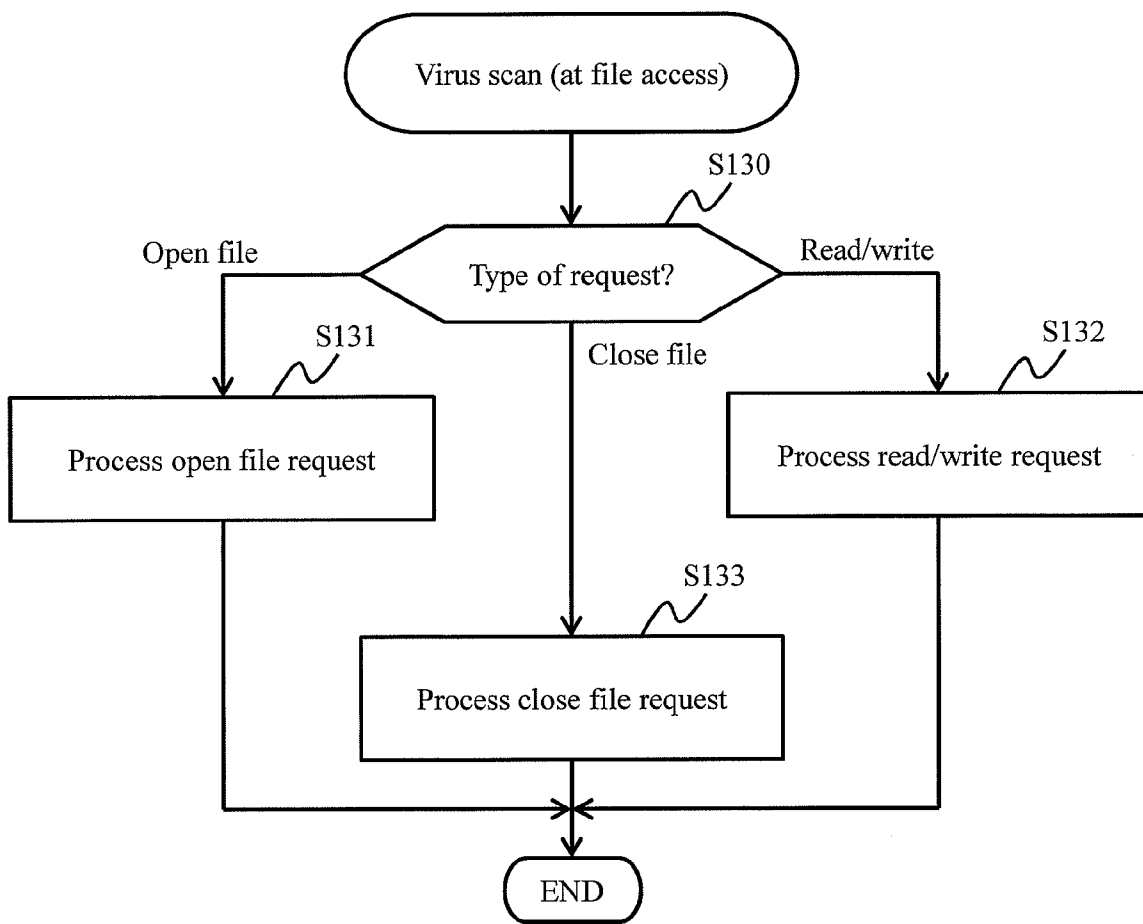 Virus scan (at file access)
S130
Open file
Type of request?
Read/write
S131
Close file
S132
Process open file request
Process read/write request
S133
Process close file request
END